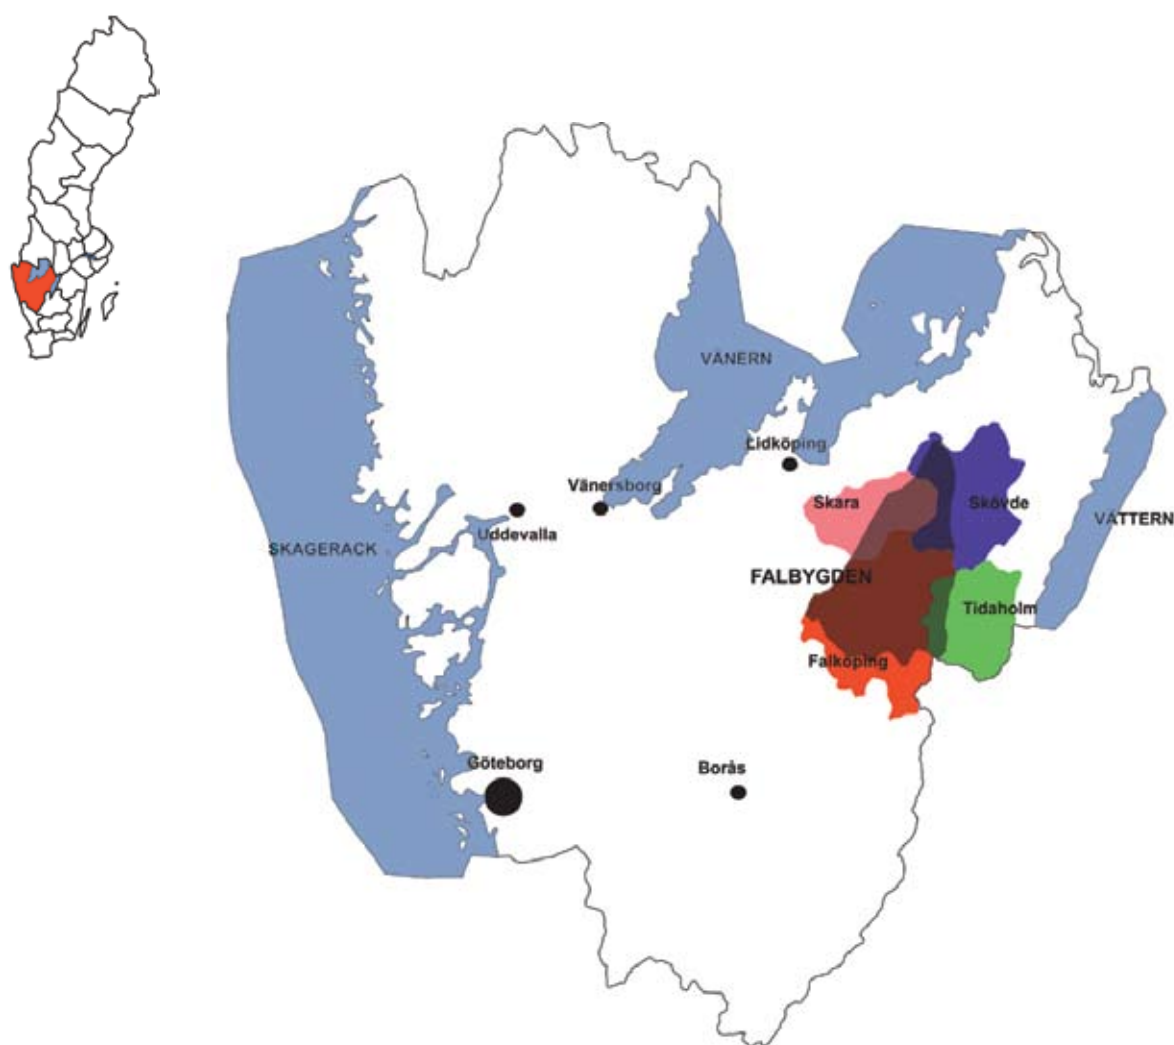 VÄNERN
Lidköping
Vänersborg
Skara
Skövde
VÄTTERN
Uddevalla
SKAGERACK
FALBYGDEN
Tidaholm
Falköping
Göteborg
Borås